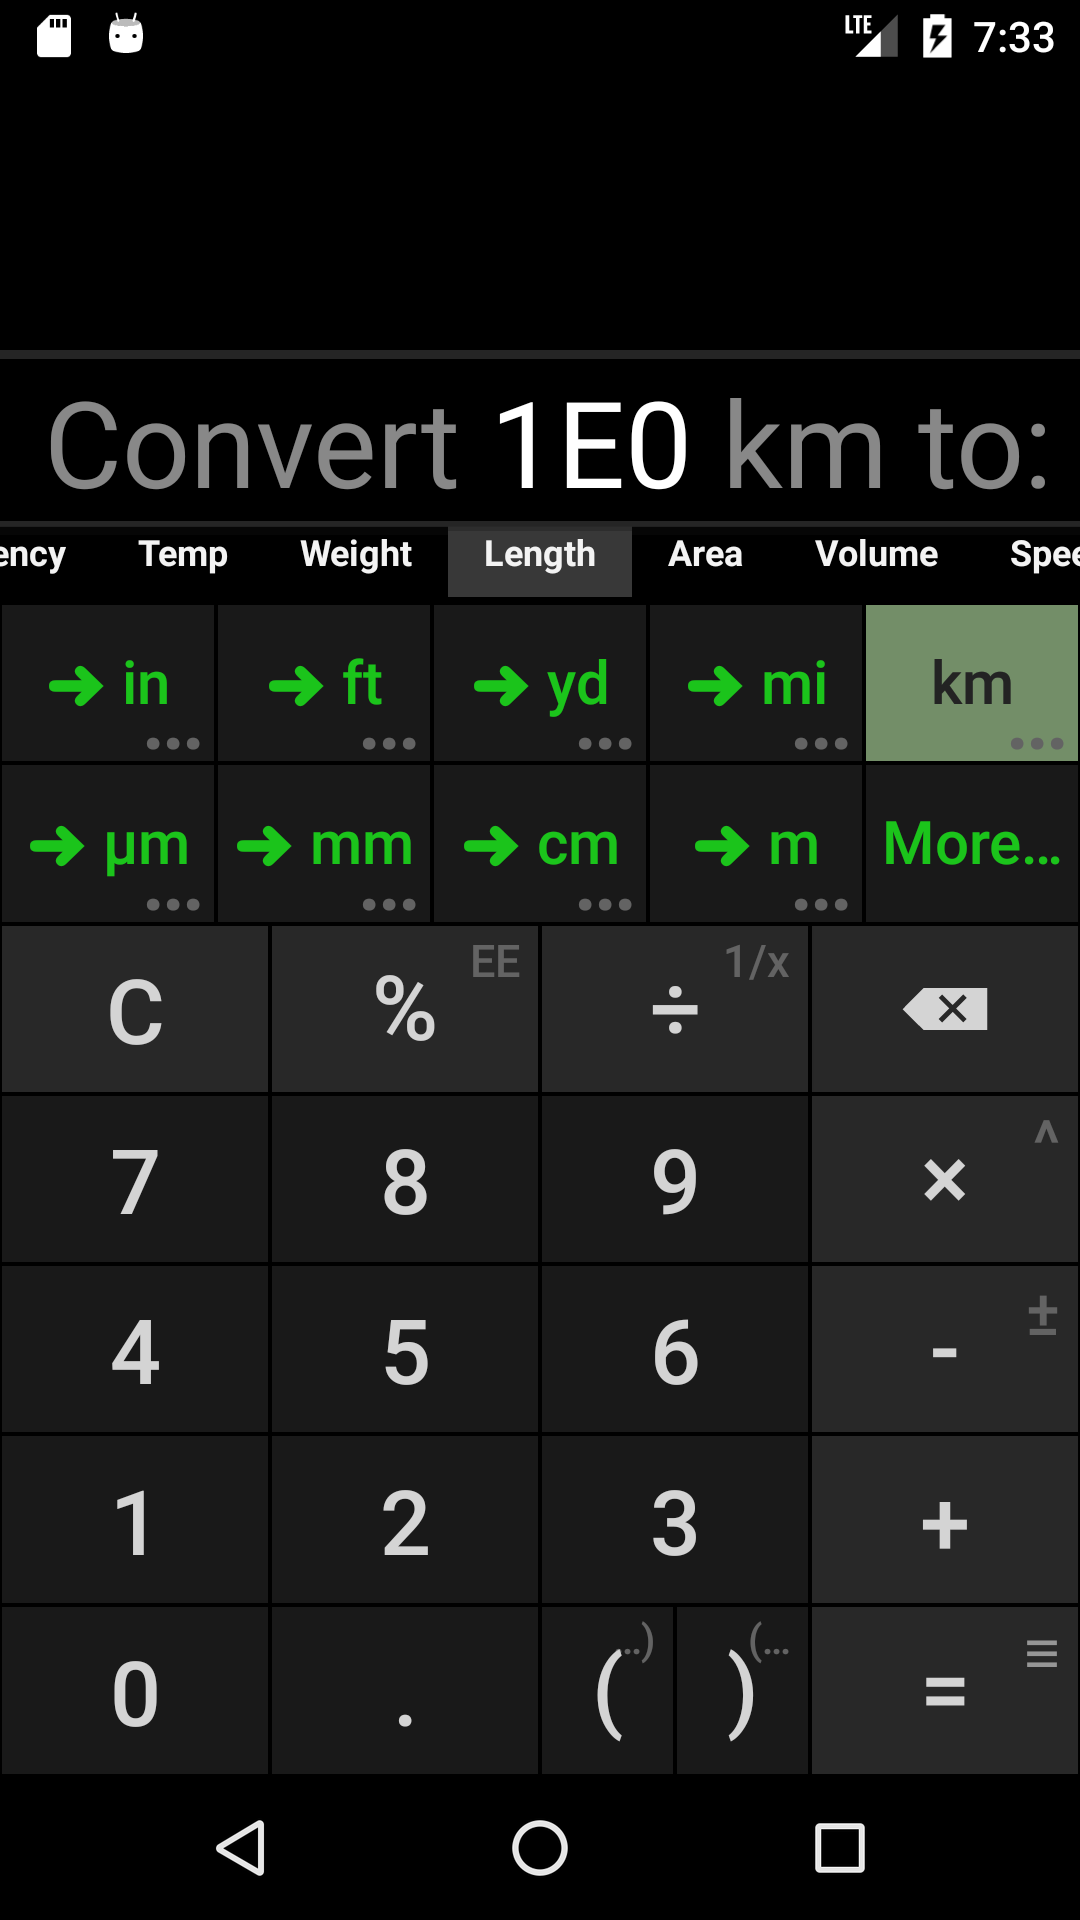 LTE 7:33
Convert 1E0 km to:
ency Temp Weight Length Area Volume Spee
in ft yd mi km
µm mm cm m More...
C % EE ÷ 1/x
7 8 9 × ^
4 5 6 - ±
1 2 3 +
0 . ( ..) ) (... =